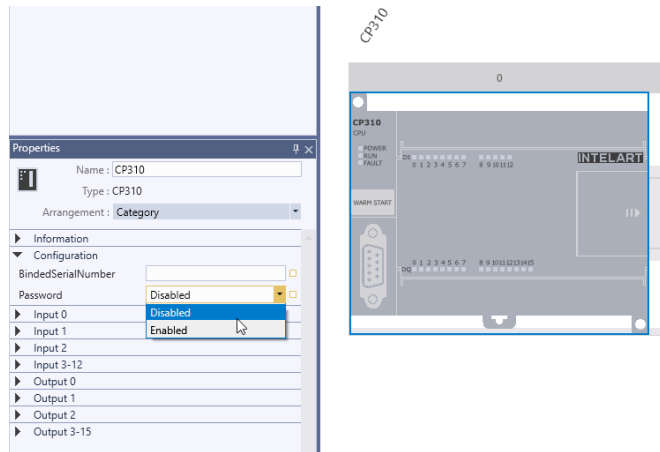 Properties
Name : CP310
Type : CP310
Arrangement : Category
Information
Configuration
BindedSerialNumber
Password Disabled
Disabled
Enabled
Input 0
Input 1
Input 2
Input 3-12
Output 0
Output 1
Output 2
Output 3-15
CP310
0
CP310
CPU
POWER
RUN
FAULT
DI
0 1 2 3 4 5 6 7 8 9 10 11 12
INTELART
WARM START
0 1 2 3 4 5 6 7 8 9 10 11 12 13 14 15
DQ